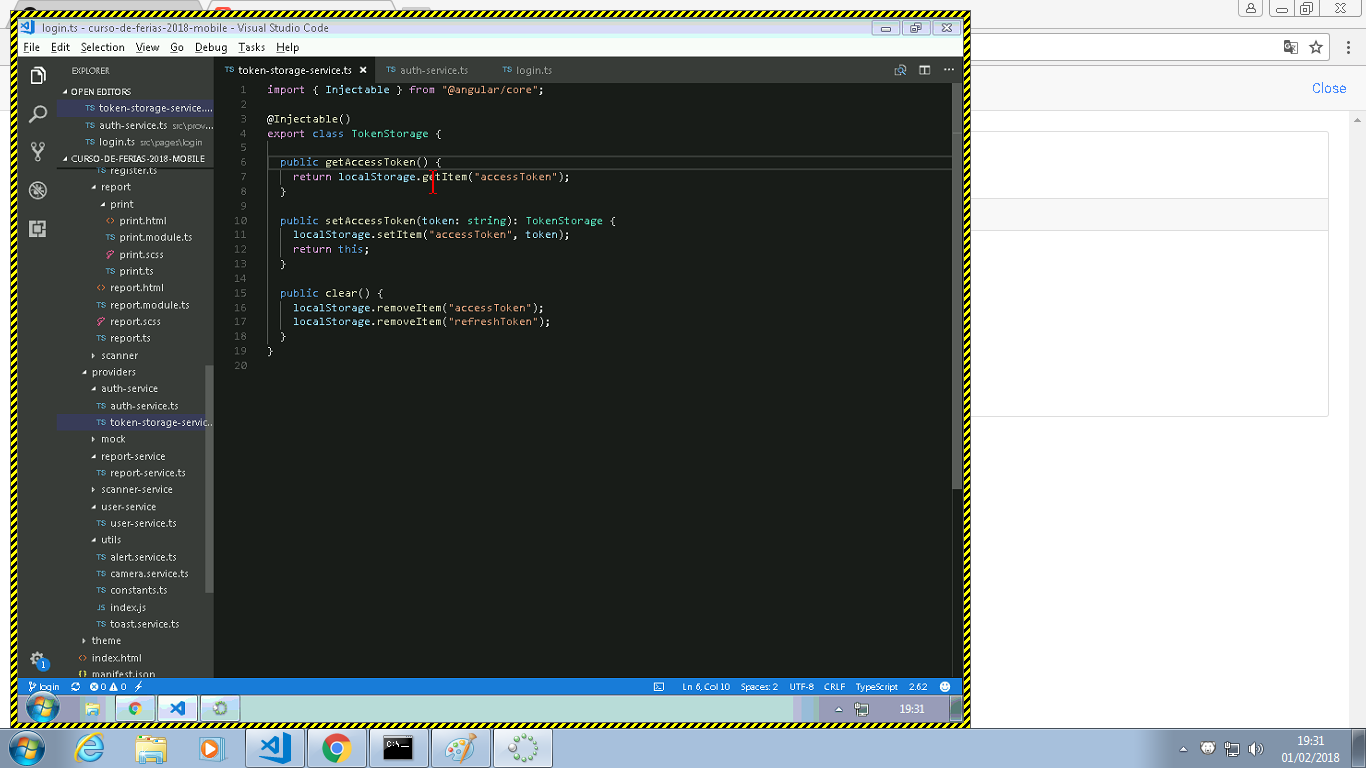 login.ts - curso-de-ferias-2018-mobile - Visual Studio Code
File Edit Selection View Go Debug Tasks Help
EXPLORER
OPEN EDITORS
TS token-storage-service....
TS auth-service.ts src\prov...
TS login.ts src\pages\login
CURSO-DE-FERIAS-2018-MOBILE
TS register.ts
report
print
<> print.html
TS print.module.ts
print.scss
TS print.ts
<> report.html
TS report.module.ts
report.scss
TS report.ts
scanner
providers
auth-service
TS auth-service.ts
TS token-storage-servic...
mock
report-service
TS report-service.ts
scanner-service
user-service
TS user-service.ts
utils
TS alert.service.ts
TS camera.service.ts
TS constants.ts
JS index.js
TS toast.service.ts
theme
<> index.html
{} manifest.json
TS token-storage-service.ts TS auth-service.ts TS login.ts
1 import { Injectable } from "@angular/core";
2
3 @Injectable()
4 export class TokenStorage {
5
6 public getAccessToken() {
7 return localStorage.getItem("accessToken");
8 }
9
10 public setAccessToken(token: string): TokenStorage {
11 localStorage.setItem("accessToken", token);
12 return this;
13 }
14
15 public clear() {
16 localStorage.removeItem("accessToken");
17 localStorage.removeItem("refreshToken");
18 }
19 }
20
1
login 0 0 Ln 6, Col 10 Spaces: 2 UTF-8 CRLF TypeScript 2.6.2
19:31
Close
C:\_
19:31
01/02/2018